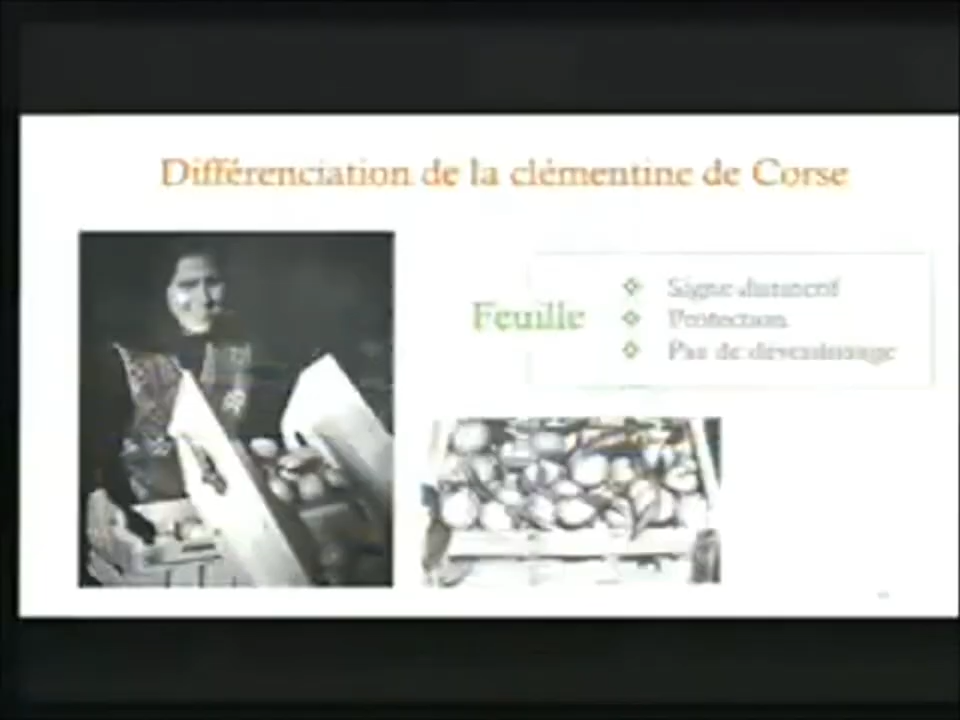 Différenciation de la clémentine de Corse
Feuille
Signe distinctif
Protection
Pas de déverdissage